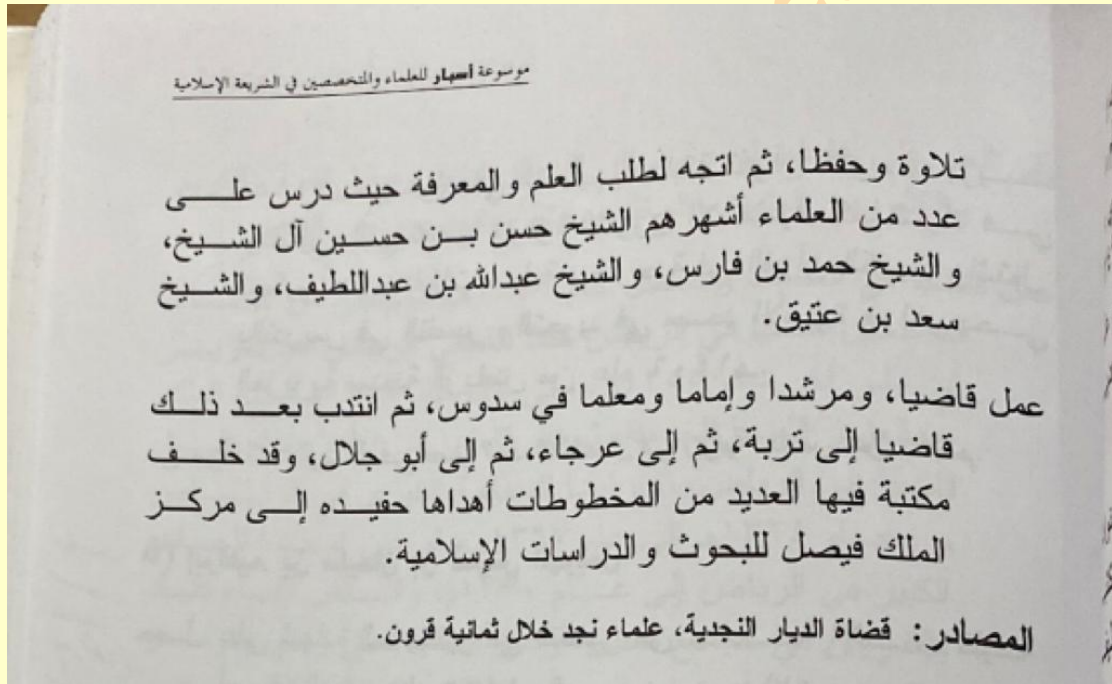 موسوعة أسبار للعلماء والمتخصصين في الشريعة الإسلامية
تلاوة وحفظا، ثم اتجه لطلب العلم والمعرفة حيث درس على
عدد من العلماء أشهرهم الشيخ حسن بن حسين آل الشيخ،
والشيخ حمد بن فارس، والشيخ عبدالله بن عبداللطيف، والشيخ
سعد بن عتيق.
عمل قاضيا، ومرشدا وإماما ومعلما في سدوس، ثم انتدب بعد ذلك
قاضيا إلى تربة، ثم إلى عرجاء، ثم إلى أبو جلال، وقد خلف
مكتبة فيها العديد من المخطوطات أهداها حفيده إلى مركز
الملك فيصل للبحوث والدراسات الإسلامية.
المصادر: قضاة الديار النجدية، علماء نجد خلال ثمانية قرون.